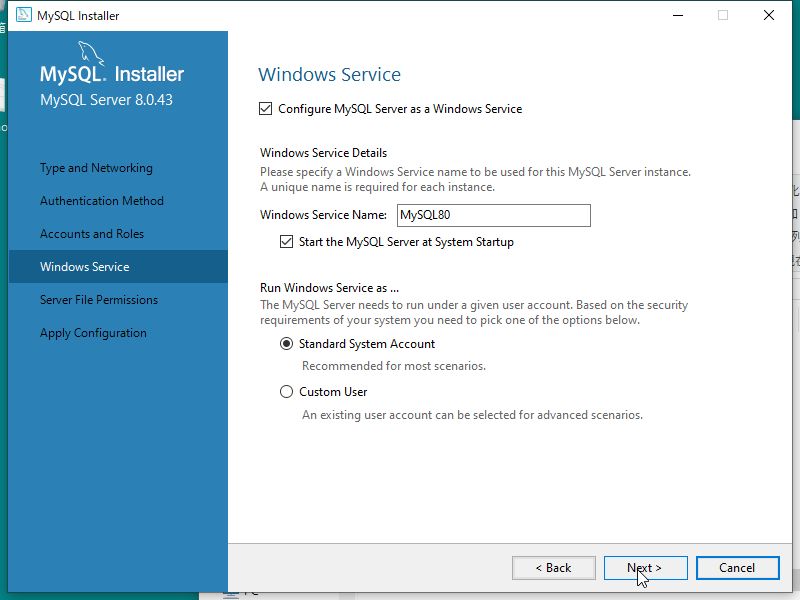 MySQL Installer
MySQL. Installer
MySQL Server 8.0.43
Type and Networking
Authentication Method
Accounts and Roles
Windows Service
Server File Permissions
Apply Configuration
Windows Service
Configure MySQL Server as a Windows Service
Windows Service Details
Please specify a Windows Service name to be used for this MySQL Server instance.
A unique name is required for each instance.
Windows Service Name: MySQL80
Start the MySQL Server at System Startup
Run Windows Service as ...
The MySQL Server needs to run under a given user account. Based on the security
requirements of your system you need to pick one of the options below.
Standard System Account
Recommended for most scenarios.
Custom User
An existing user account can be selected for advanced scenarios.
< Back
Next >
Cancel